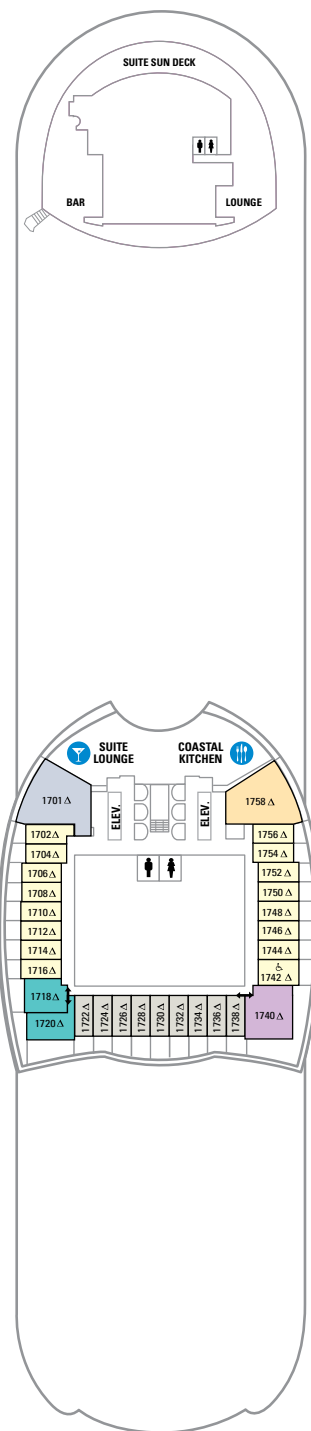 SUITE SUN DECK
BAR
LOUNGE
SUITE
LOUNGE
COASTAL
KITCHEN
ELEV.
ELEV.
1701 Δ
1758 Δ
1702 Δ
1756 Δ
1704 Δ
1754 Δ
1706 Δ
1752 Δ
1708 Δ
1750 Δ
1710 Δ
1748 Δ
1712 Δ
1746 Δ
1714 Δ
1744 Δ
1716 Δ
1742 Δ
1718 Δ
1720 Δ
1722 Δ
1724 Δ
1726 Δ
1728 Δ
1730 Δ
1732 Δ
1734 Δ
1736 Δ
1738 Δ
1740 Δ